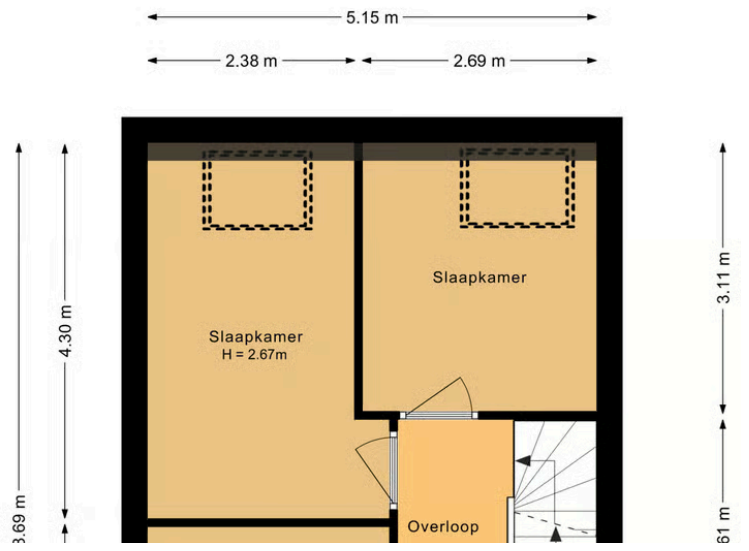 5.15 m
2.38 m
2.69 m
Slaapkamer
3.11 m
4.30 m
Slaapkamer
H = 2.67m
Overloop